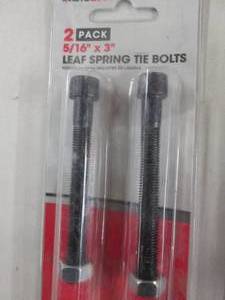 2 PACK
5/16" x 3"
LEAF SPRING TIE BOLTS